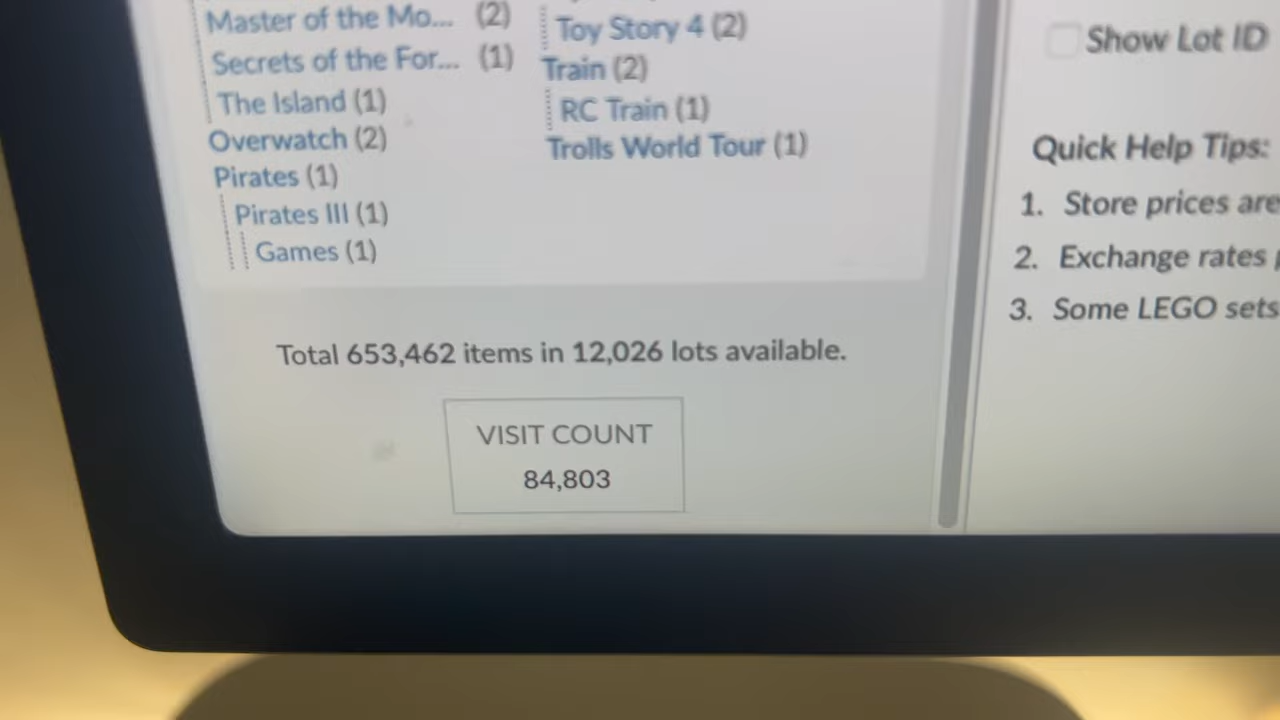 Master of the Mo... (2)
Secrets of the For... (1)
The Island (1)
Overwatch (2)
Pirates (1)
Pirates III (1)
Games (1)
Toy Story 4 (2)
Train (2)
RC Train (1)
Trolls World Tour (1)
Total 653,462 items in 12,026 lots available.
VISIT COUNT
84,803
Show Lot ID
Quick Help Tips:
1. Store prices are
2. Exchange rates
3. Some LEGO sets